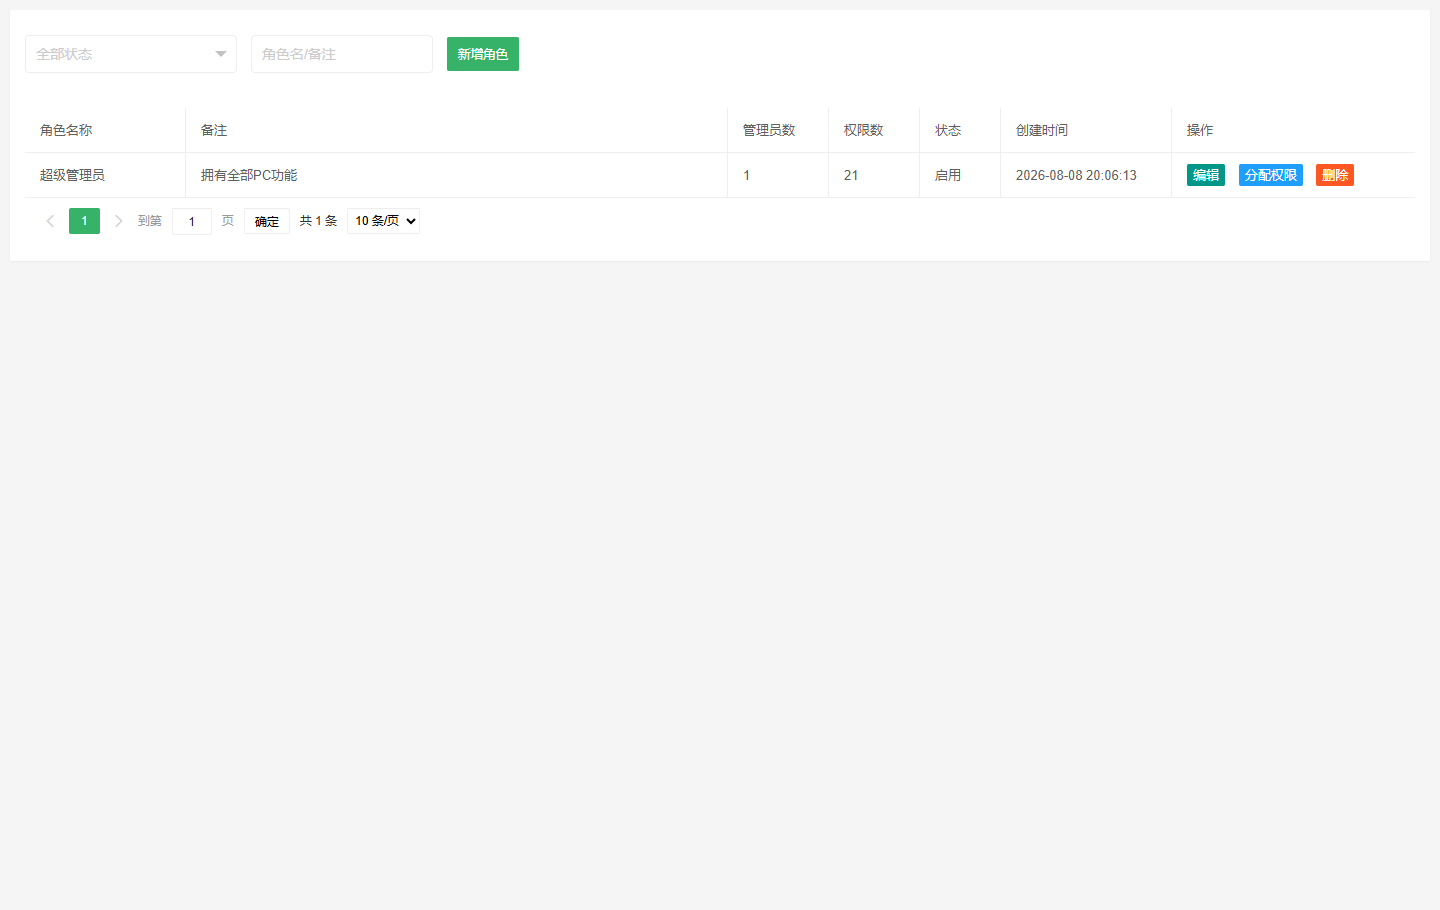 全部状态 角色名/备注 新增角色
角色名称 备注 管理员数 权限数 状态 创建时间 操作
超级管理员 拥有全部PC功能 1 21 启用 2026-08-08 20:06:13 编辑 分配权限 删除
1 到第 1 页 确定 共 1 条 10 条/页